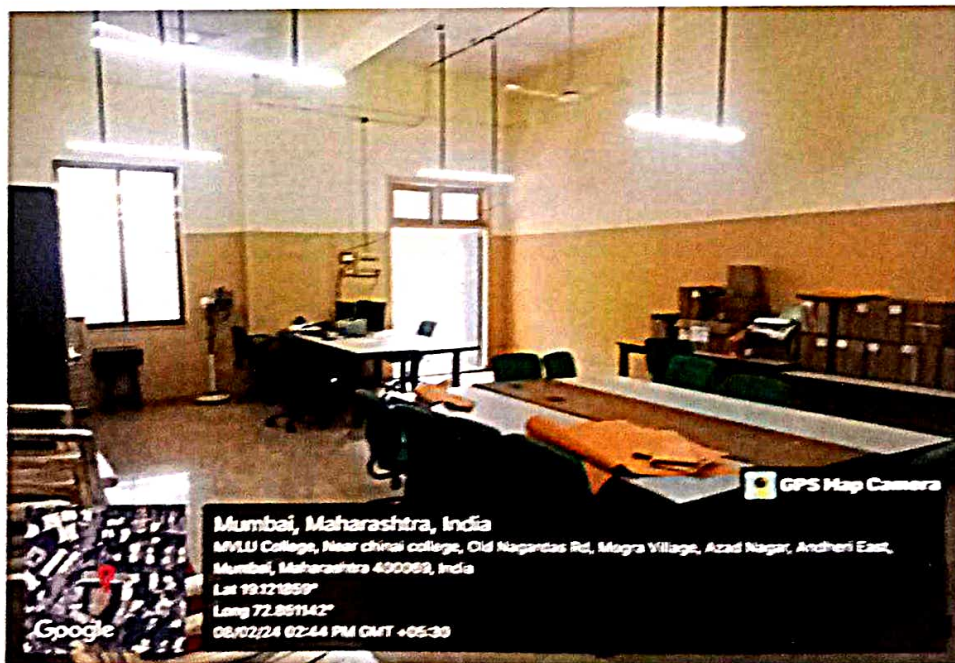 GPS Map Camera
Mumbai, Maharashtra, India
MVLU College, Near chinai college, Old Nagardas Rd, Mogra Village, Azad Nagar, Andheri East,
Mumbai, Maharashtra 400069, India
Lat 19.121859°
Long 72.851142°
08/02/24 02:44 PM GMT +05:30
Google